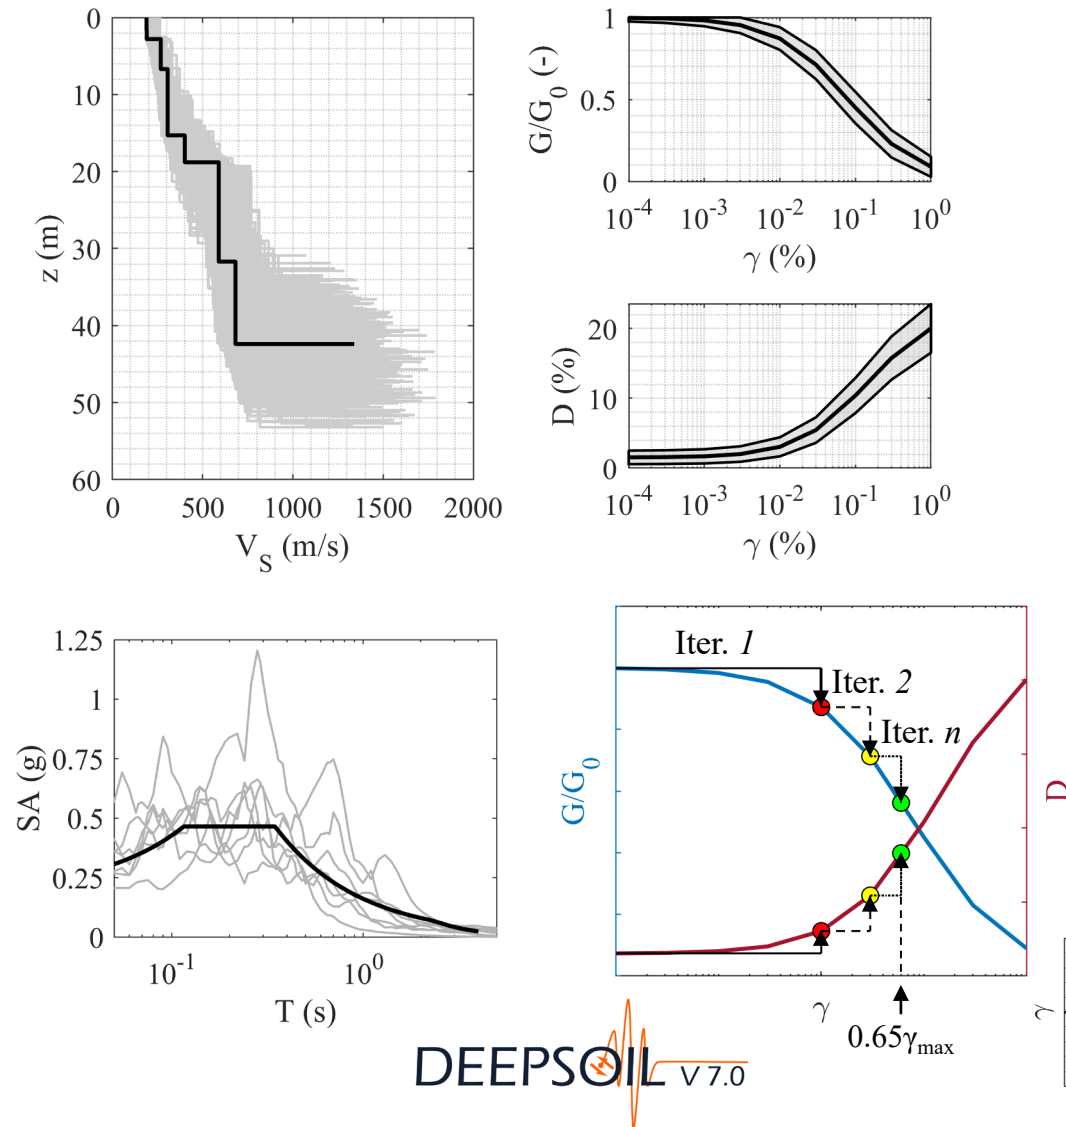 0
10
20
30
40
50
60
z (m)
0 500 1000 1500 2000
V_S (m/s)
1
0.5
0
G/G_0 (-)
10^-4 10^-3 10^-2 10^-1 10^0
γ (%)
20
10
0
D (%)
10^-4 10^-3 10^-2 10^-1 10^0
γ (%)
1.25
1
0.75
0.5
0.25
0
SA (g)
10^-1 10^0
T (s)
Iter. 1
Iter. 2
Iter. n
G/G_0
D
γ
γ
0.65γ_max
DEEPSOIL V 7.0